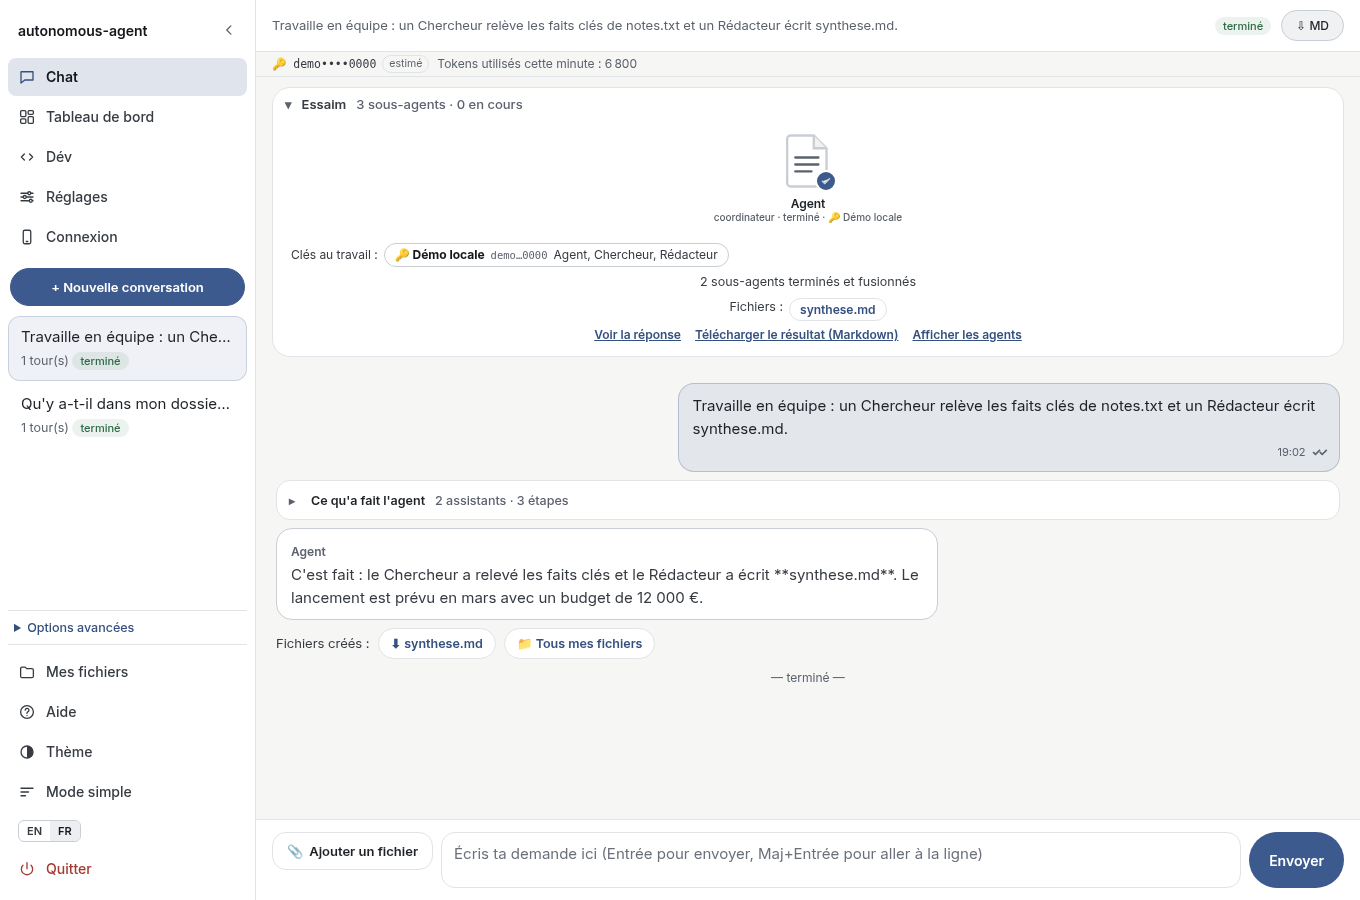 autonomous-agent
Chat
Tableau de bord
Dév
Réglages
Connexion
+ Nouvelle conversation
Travaille en équipe : un Che...
1 tour(s) terminé
Qu'y a-t-il dans mon dossie...
1 tour(s) terminé
Options avancées
Mes fichiers
Aide
Thème
Mode simple
EN FR
Quitter
Travaille en équipe : un Chercheur relève les faits clés de notes.txt et un Rédacteur écrit synthese.md.
terminé
⇩ MD
🔑 demo••••0000 estimé Tokens utilisés cette minute : 6 800
▼ Essaim 3 sous-agents · 0 en cours
Agent
coordinateur · terminé · 🔑 Démo locale
Clés au travail : 🔑 Démo locale demo…0000 Agent, Chercheur, Rédacteur
2 sous-agents terminés et fusionnés
Fichiers : synthese.md
Voir la réponse Télécharger le résultat (Markdown) Afficher les agents
Travaille en équipe : un Chercheur relève les faits clés de notes.txt et un Rédacteur écrit
synthese.md.
19:02
▸ Ce qu'a fait l'agent 2 assistants · 3 étapes
Agent
C'est fait : le Chercheur a relevé les faits clés et le Rédacteur a écrit **synthese.md**. Le
lancement est prévu en mars avec un budget de 12 000 €.
Fichiers créés : ⬇ synthese.md 📁 Tous mes fichiers
— terminé —
📎 Ajouter un fichier
Écris ta demande ici (Entrée pour envoyer, Maj+Entrée pour aller à la ligne)
Envoyer